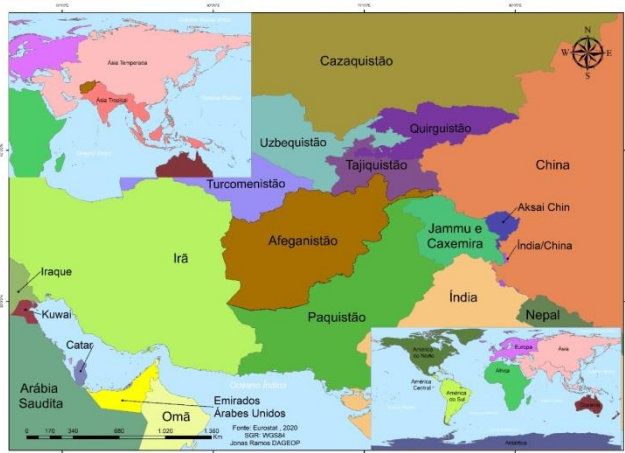 Ásia Temperada
Ásia Tropical
Cazaquistão
N
W
E
S
Uzbequistão
Quirguistão
Tajiquistão
Turcomenistão
China
Aksai Chin
Afeganistão
Jammu e
Caxemira
Índia/China
Irã
Iraque
Kuwai
Paquistão
Índia
Nepal
Catar
Oceano Índico
Arábia
Saudita
Emirados
Árabes Unidos
Omã
Fonte: Eurostat , 2020
SGR: WGS84
Jonas Ramos DAGEOP
0 170 340 680 1.020 1.360
Km
América
do Norte
Europa
Ásia
América
Central
África
América
do Sul
Oceania
Antártica